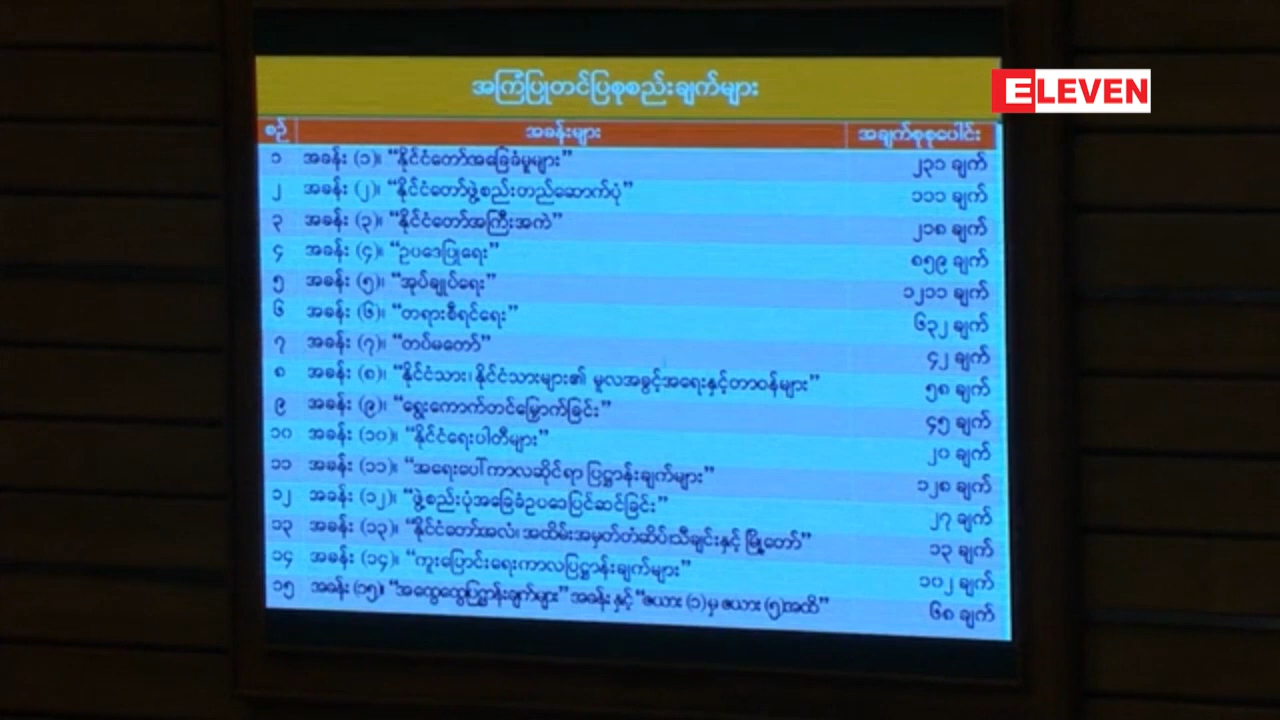 အကြံပြုတင်ပြစုစည်းချက်များ
ELEVEN
စဉ် အခန်းများ အချက်စုစုပေါင်း
၁ အခန်း (၁)၊ “နိုင်ငံတော်အခြေခံမူများ” ၂၃၁ ချက်
၂ အခန်း (၂)၊ “နိုင်ငံတော်ဖွဲ့စည်းတည်ဆောက်ပုံ” ၁၁၁ ချက်
၃ အခန်း (၃)၊ “နိုင်ငံတော်အကြီးအကဲ” ၂၁၈ ချက်
၄ အခန်း (၄)၊ “ဥပဒေပြုရေး” ၈၅၉ ချက်
၅ အခန်း (၅)၊ “အုပ်ချုပ်ရေး” ၁၂၁၁ ချက်
၆ အခန်း (၆)၊ “တရားစီရင်ရေး” ၆၃၂ ချက်
၇ အခန်း (၇)၊ “တပ်မတော်” ၄၂ ချက်
၈ အခန်း (၈)၊ “နိုင်ငံသား၊ နိုင်ငံသားများ၏ မူလအခွင့်အရေးနှင့်တာဝန်များ” ၅၈ ချက်
၉ အခန်း (၉)၊ “ရွေးကောက်တင်မြှောက်ခြင်း” ၄၅ ချက်
၁၀ အခန်း (၁၀)၊ “နိုင်ငံရေးပါတီများ” ၂၀ ချက်
၁၁ အခန်း (၁၁)၊ “အရေးပေါ်ကာလဆိုင်ရာ ပြဋ္ဌာန်းချက်များ” ၁၂၈ ချက်
၁၂ အခန်း (၁၂)၊ “ဖွဲ့စည်းပုံအခြေခံဥပဒေပြင်ဆင်ခြင်း” ၂၇ ချက်
၁၃ အခန်း (၁၃)၊ “နိုင်ငံတော်အလံ၊ အထိမ်းအမှတ်တံဆိပ်၊သီချင်းနှင့် မြို့တော်” ၁၃ ချက်
၁၄ အခန်း (၁၄)၊ “ကူးပြောင်းရေးကာလပြဋ္ဌာန်းချက်များ” ၁၀၂ ချက်
၁၅ အခန်း (၁၅)၊ “အထွေထွေပြဋ္ဌာန်းချက်များ” အခန်း နှင့် “ဇယား (၁) မှ ဇယား (၅)အထိ” ၆၈ ချက်